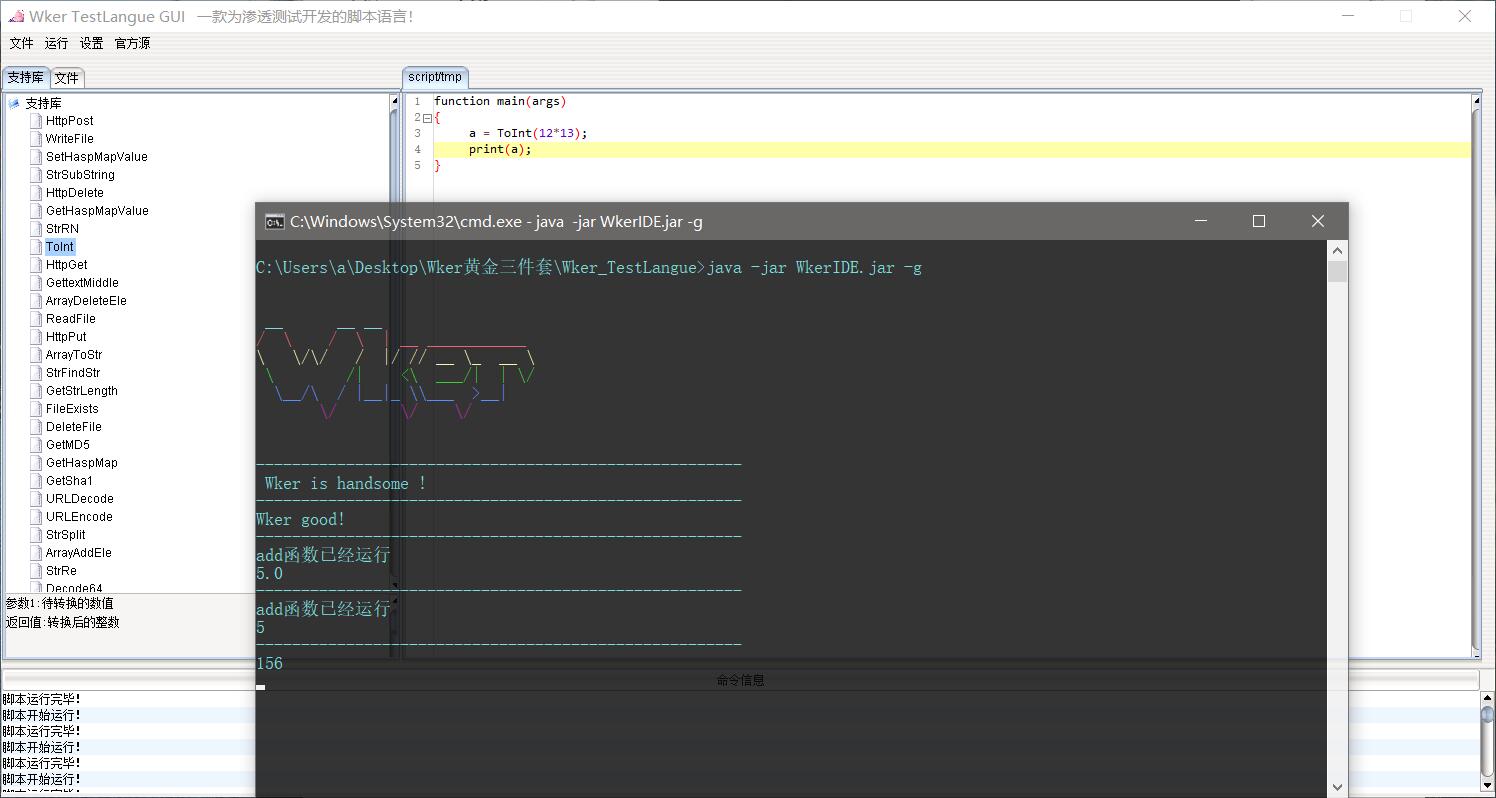 Wker TestLangue GUI 一款为渗透测试开发的脚本语言!
文件 运行 设置 官方源
支持库 文件
支持库
HttpPost
WriteFile
SetHaspMapValue
StrSubString
HttpDelete
GetHaspMapValue
StrRN
ToInt
HttpGet
GettextMiddle
ArrayDeleteEle
ReadFile
HttpPut
ArrayToStr
StrFindStr
GetStrLength
FileExists
DeleteFile
GetMD5
GetHaspMap
GetSha1
URLDecode
URLEncode
StrSplit
ArrayAddEle
StrRe
Decode64
参数1:待转换的数值
返回值:转换后的整数
script/tmp
1 function main(args)
2 {
3 a = ToInt(12*13);
4 print(a);
5 }
C:\Windows\System32\cmd.exe - java -jar WkerIDE.jar -g
C:\Users\a\Desktop\Wker黄金三件套\Wker_TestLangue>java -jar WkerIDE.jar -g
Wker
------------------------------------------------------
Wker is handsome !
------------------------------------------------------
Wker good!
------------------------------------------------------
add函数已经运行
5.0
------------------------------------------------------
add函数已经运行
5
------------------------------------------------------
156
命令信息
脚本运行完毕!
脚本开始运行!
脚本运行完毕!
脚本开始运行!
脚本运行完毕!
脚本开始运行!